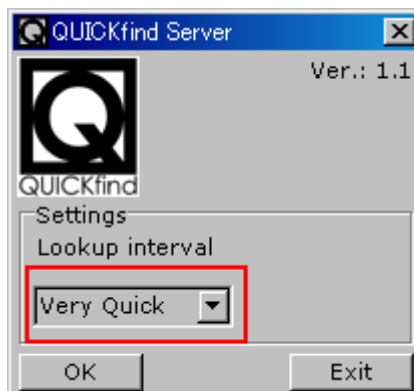 QUICKfind Server
Ver.: 1.1
QUICKfind
Settings
Lookup interval
Very Quick
OK
Exit